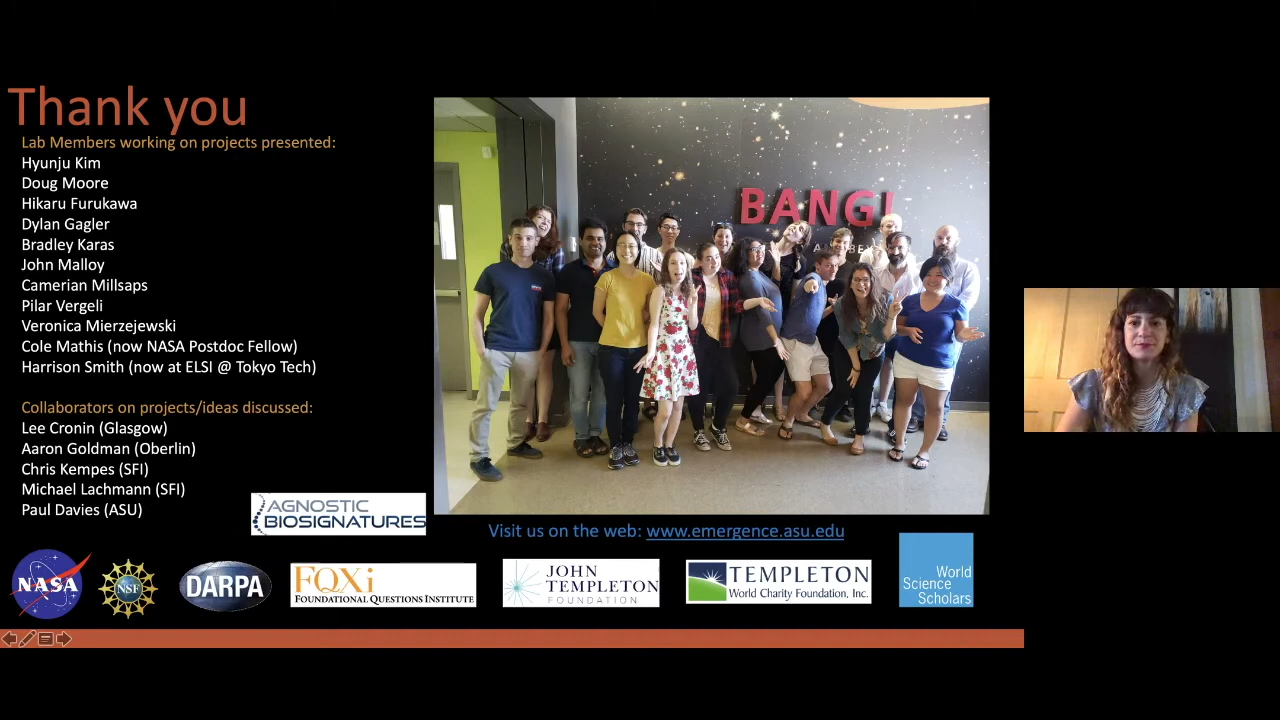 Thank you
Lab Members working on projects presented:
Hyunju Kim
Doug Moore
Hikaru Furukawa
Dylan Gagler
Bradley Karas
John Malloy
Camerian Millsaps
Pilar Vergeli
Veronica Mierzejewski
Cole Mathis (now NASA Postdoc Fellow)
Harrison Smith (now at ELSI @ Tokyo Tech)
Collaborators on projects/ideas discussed:
Lee Cronin (Glasgow)
Aaron Goldman (Oberlin)
Chris Kempes (SFI)
Michael Lachmann (SFI)
Paul Davies (ASU)
BANG!
AGNOSTIC
BIOSIGNATURES
Visit us on the web: www.emergence.asu.edu
NASA
NSF
DARPA
FQXi
FOUNDATIONAL QUESTIONS INSTITUTE
JOHN
TEMPLETON
FOUNDATION
TEMPLETON
World Charity Foundation, Inc.
World
Science
Scholars